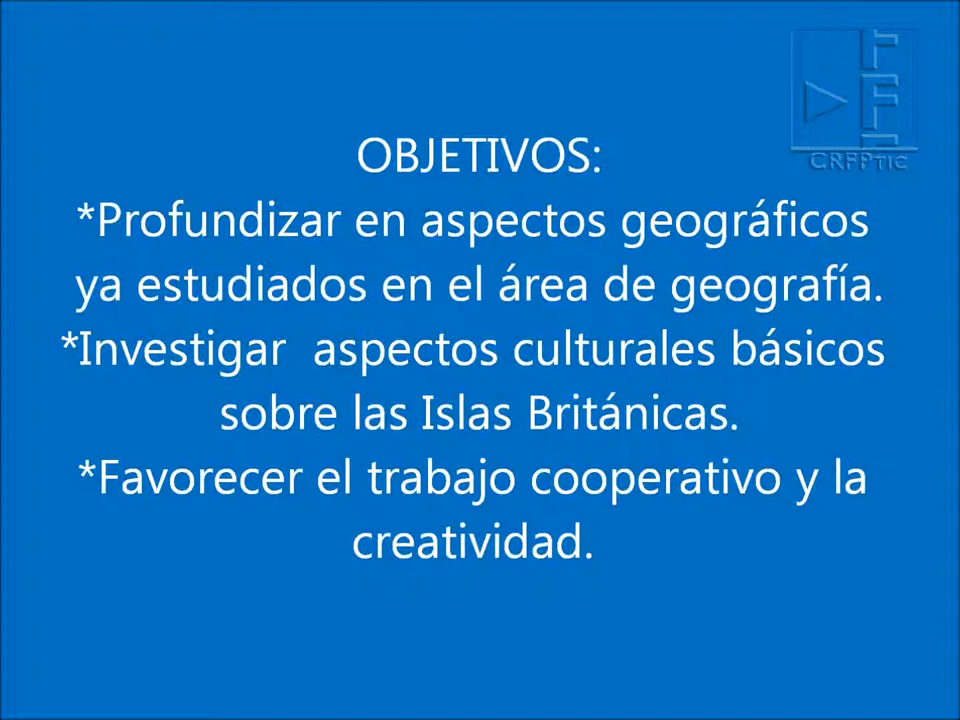 CRFPTIC
OBJETIVOS:
*Profundizar en aspectos geográficos
ya estudiados en el área de geografía.
*Investigar  aspectos culturales básicos
sobre las Islas Británicas.
*Favorecer el trabajo cooperativo y la
creatividad.